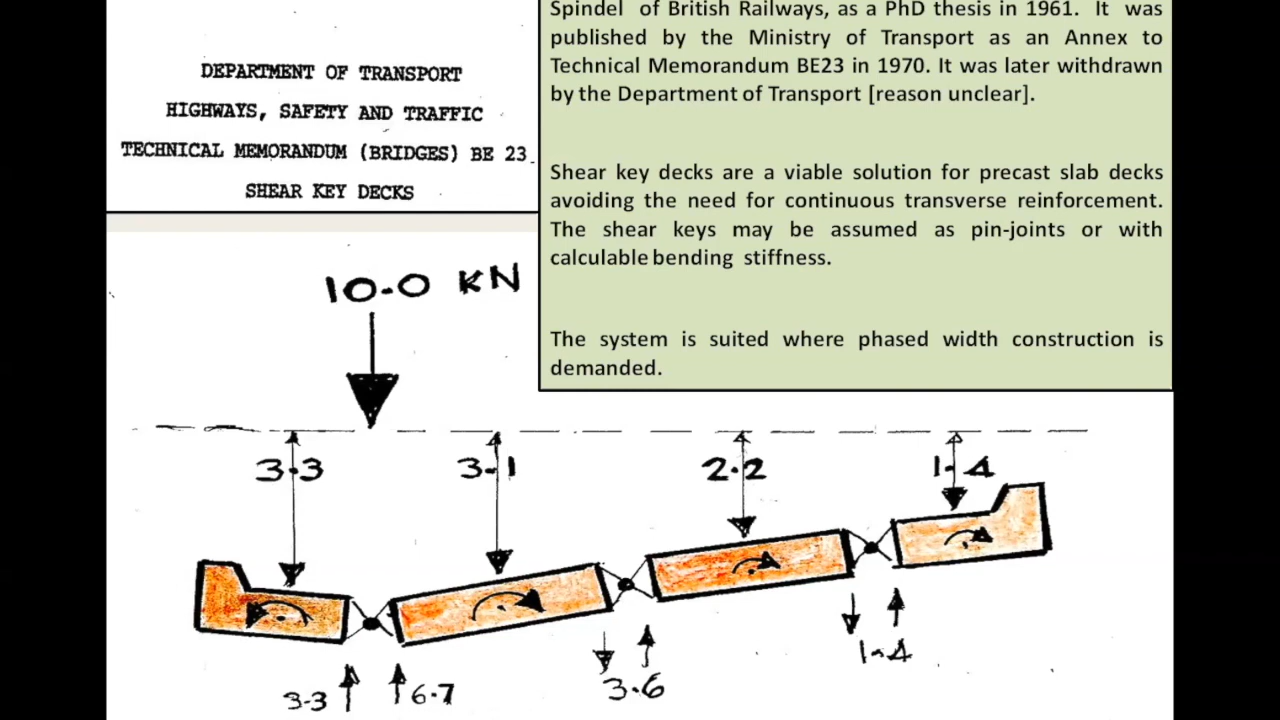 DEPARTMENT OF TRANSPORT
HIGHWAYS, SAFETY AND TRAFFIC
TECHNICAL MEMORANDUM (BRIDGES) BE 23
SHEAR KEY DECKS
Spindel of British Railways, as a PhD thesis in 1961. It was
published by the Ministry of Transport as an Annex to
Technical Memorandum BE23 in 1970. It was later withdrawn
by the Department of Transport [reason unclear].
Shear key decks are a viable solution for precast slab decks
avoiding the need for continuous transverse reinforcement.
The shear keys may be assumed as pin-joints or with
calculable bending stiffness.
The system is suited where phased width construction is
demanded.
10.0 KN
3.3 3.1 2.2 1.4
1.4
3.3 6.7 3.6